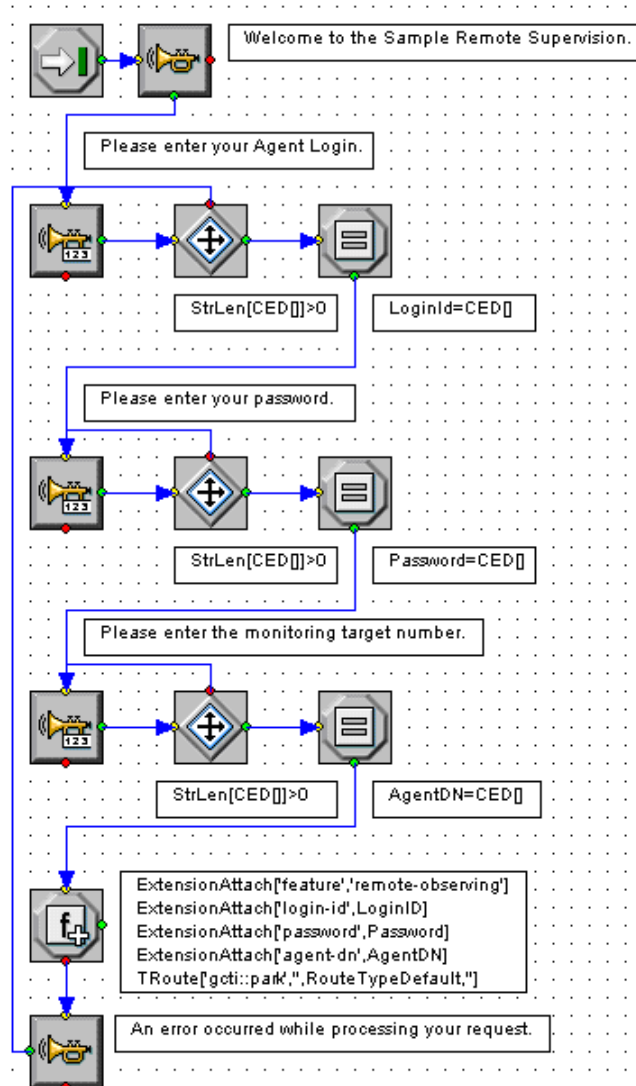 Welcome to the Sample Remote Supervision.
Please enter your Agent Login.
123
StrLen[CED[]]>0
LoginId=CED[]
Please enter your password.
123
StrLen[CED[]]>0
Password=CED[]
Please enter the monitoring target number.
123
StrLen[CED[]]>0
AgentDN=CED[]
f
ExtensionAttach['feature','remote-observing']
ExtensionAttach['login-id',LoginID]
ExtensionAttach['password',Password]
ExtensionAttach['agent-dn',AgentDN]
TRoute['gcti::park','',RouteTypeDefault,'']
An error occurred while processing your request.